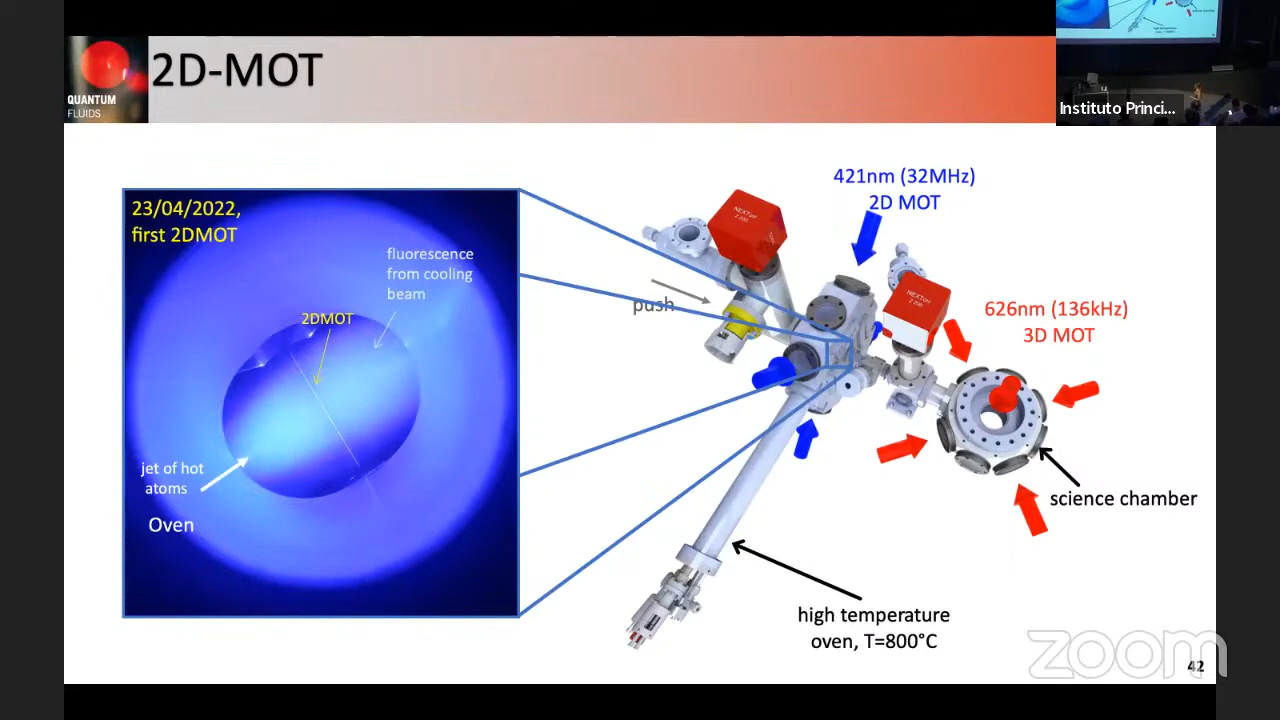 2D-MOT
QUANTUM
FLUIDS
Instituto Princi...
23/04/2022,
first 2DMOT
fluorescence
from cooling
beam
2DMOT
jet of hot
atoms
Oven
push
NEXTorr
421nm (32MHz)
2D MOT
NEXTorr
626nm (136kHz)
3D MOT
science chamber
high temperature
oven, T=800°C
zoom
42